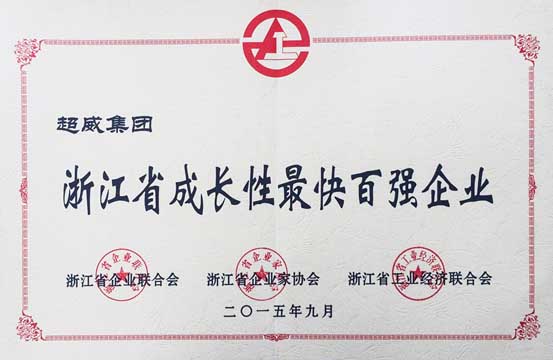 超威集团
浙江省成长性最快百强企业
浙江省企业联合会 浙江省企业家协会 浙江省工业经济联合会
二〇一五年九月